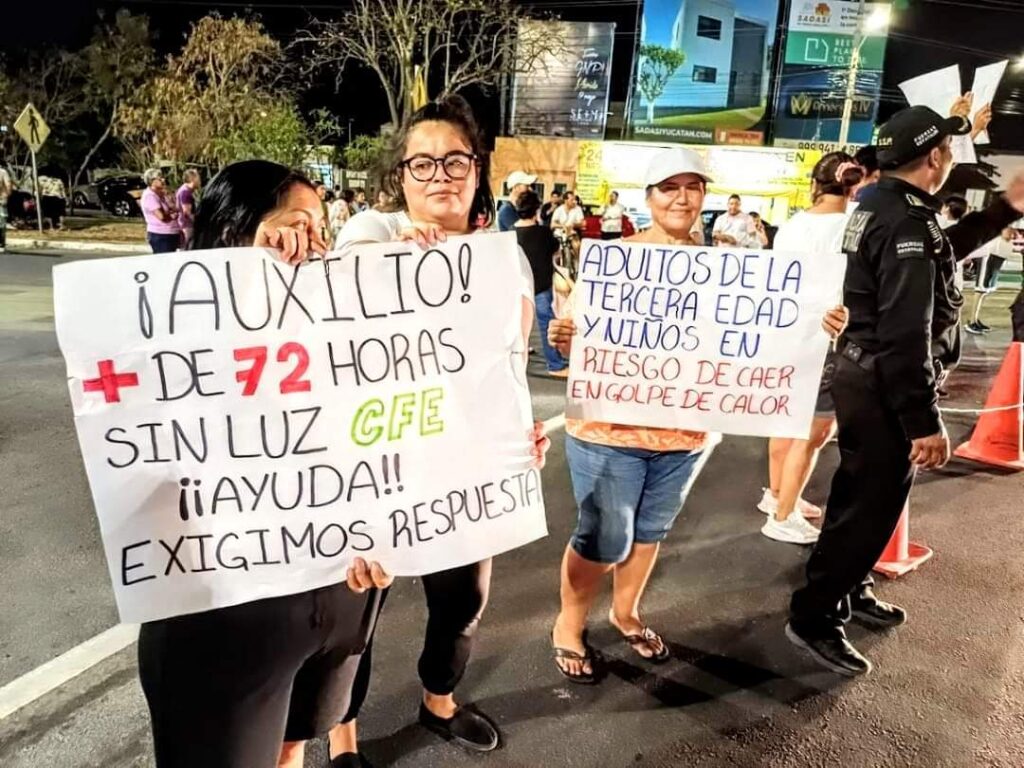 ¡AUXILIO!
+ DE 72 HORAS
SIN LUZ CFE
¡¡AYUDA!!
EXIGIMOS RESPUESTA
ADULTOS DE LA
TERCERA EDAD
Y NIÑOS EN
RIESGO DE CAER
EN GOLPE DE CALOR
SADASIYUCATAN.COM
SADASI